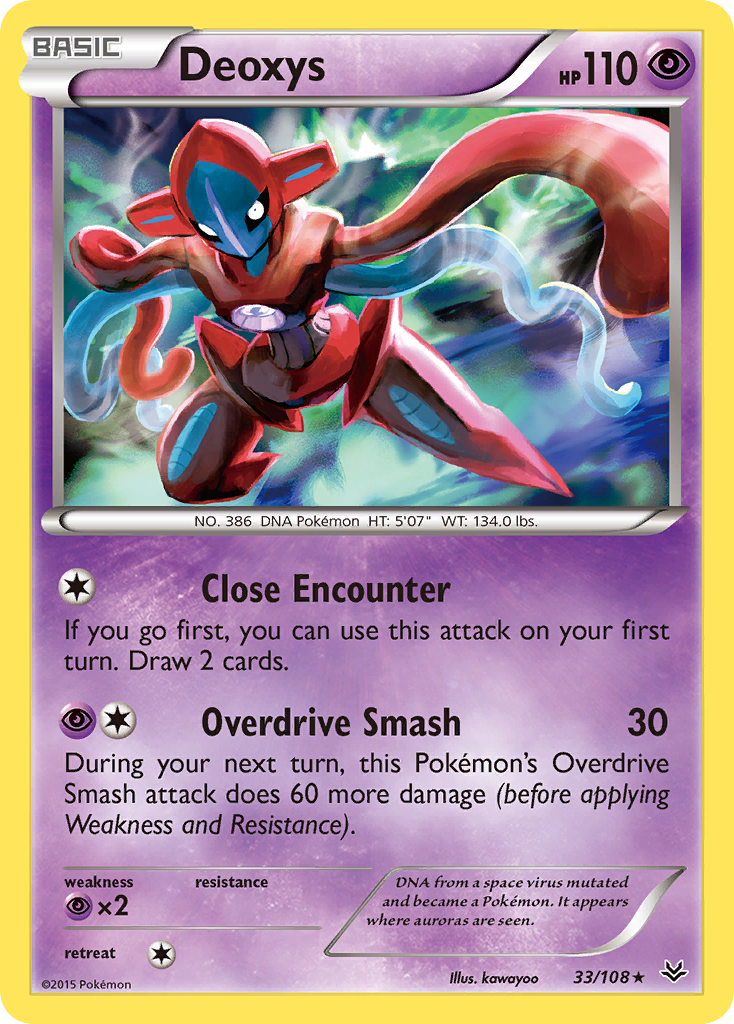 BASIC
Deoxys
HP110
NO. 386 DNA Pokémon HT: 5'07" WT: 134.0 lbs.
Close Encounter
If you go first, you can use this attack on your first
turn. Draw 2 cards.
Overdrive Smash 30
During your next turn, this Pokémon's Overdrive
Smash attack does 60 more damage (before applying
Weakness and Resistance).
weakness resistance
×2
retreat
DNA from a space virus mutated
and became a Pokémon. It appears
where auroras are seen.
©2015 Pokémon
Illus. kawayoo
33/108★